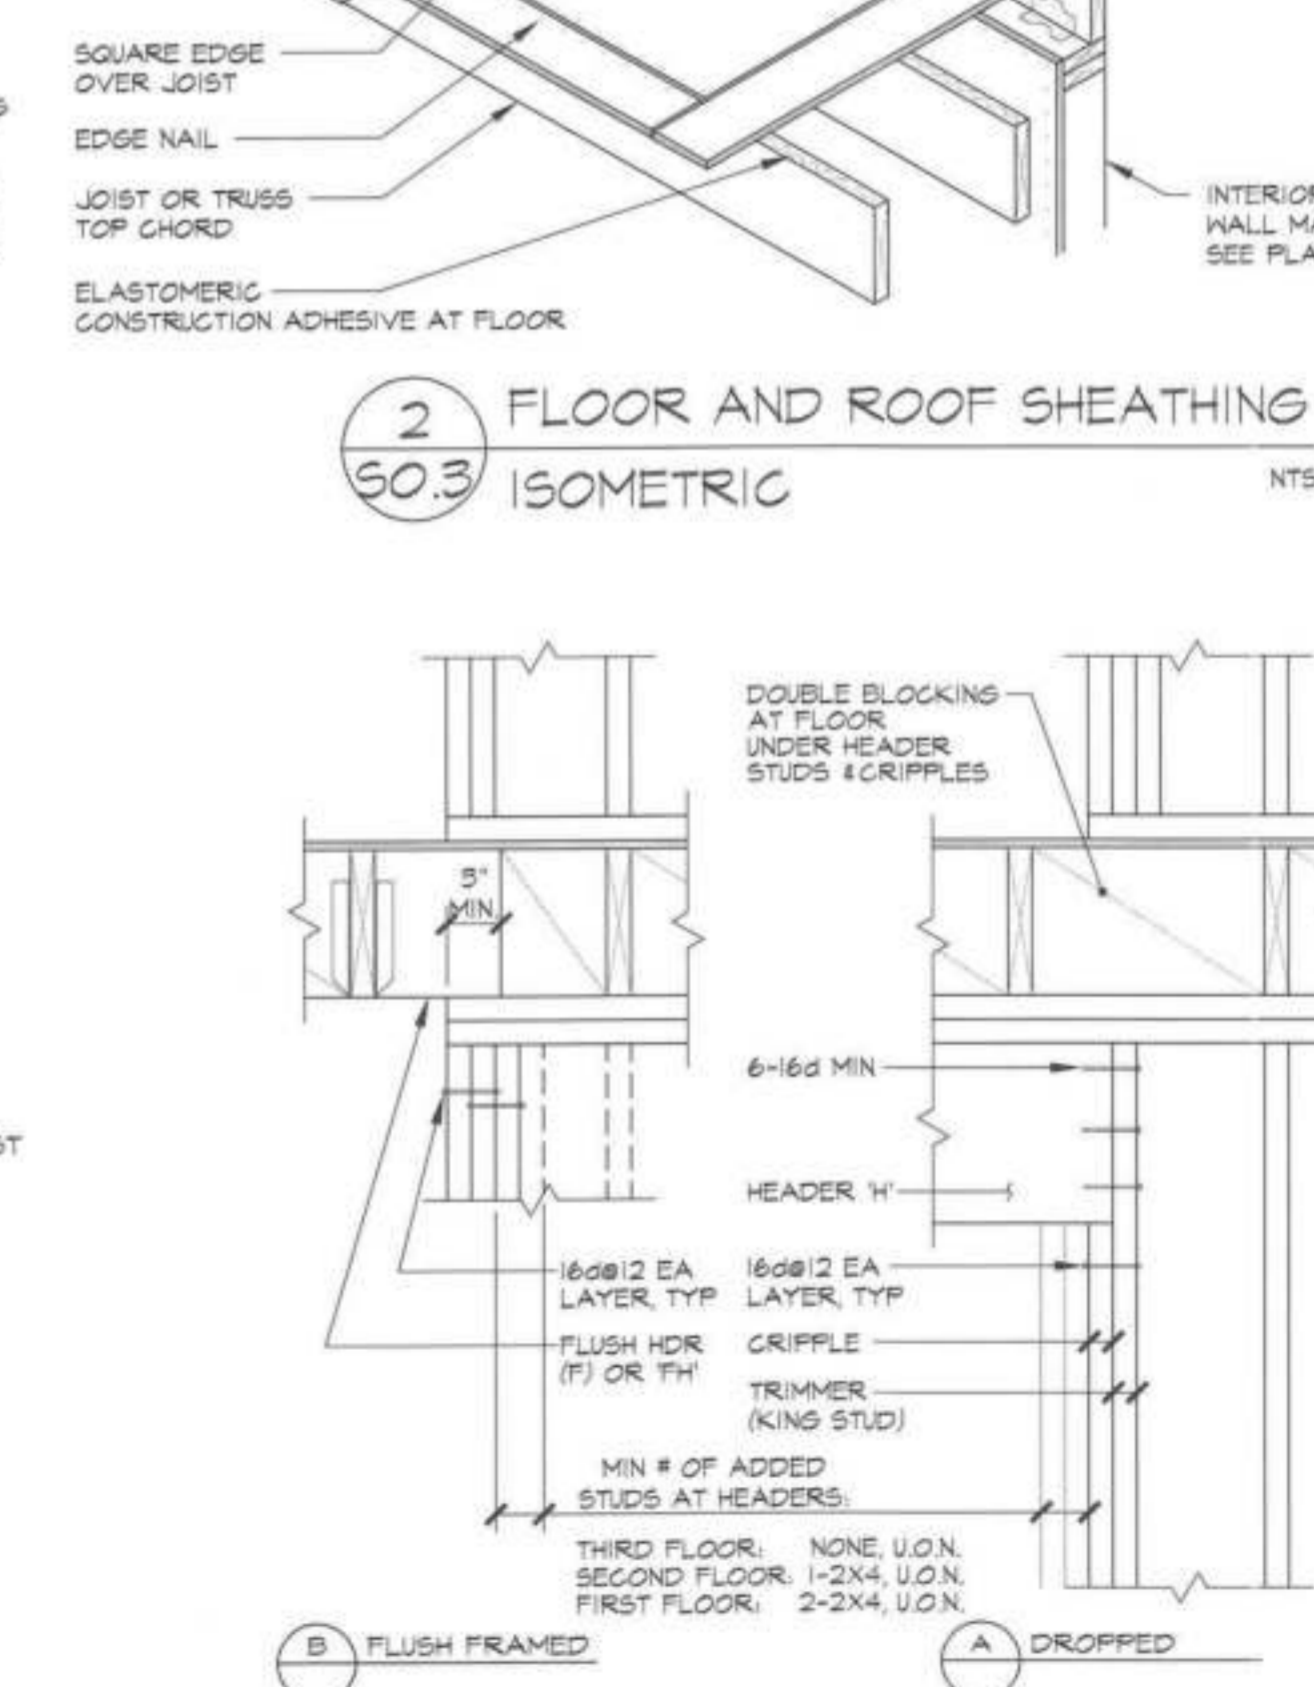 SQUARE EDGE
OVER JOIST
EDGE NAIL
JOIST OR TRUSS
TOP CHORD
ELASTOMERIC
CONSTRUCTION ADHESIVE AT FLOOR
INTERIOR
WALL
SEE
2
S0.3
FLOOR AND ROOF SHEATHING
ISOMETRIC
NTS
DOUBLE BLOCKING
AT FLOOR
UNDER HEADER
STUDS & CRIPPLES
3"
MIN
6-16d MIN
HEADER 'H'
16d@12 EA
LAYER, TYP
16d@12 EA
LAYER, TYP
FLUSH HDR
(F) OR 'FH'
CRIPPLE
TRIMMER
(KING STUD)
MIN # OF ADDED
STUDS AT HEADERS:
THIRD FLOOR: NONE, U.O.N.
SECOND FLOOR: 1-2X4, U.O.N.
FIRST FLOOR: 2-2X4, U.O.N.
B
FLUSH FRAMED
A
DROPPED